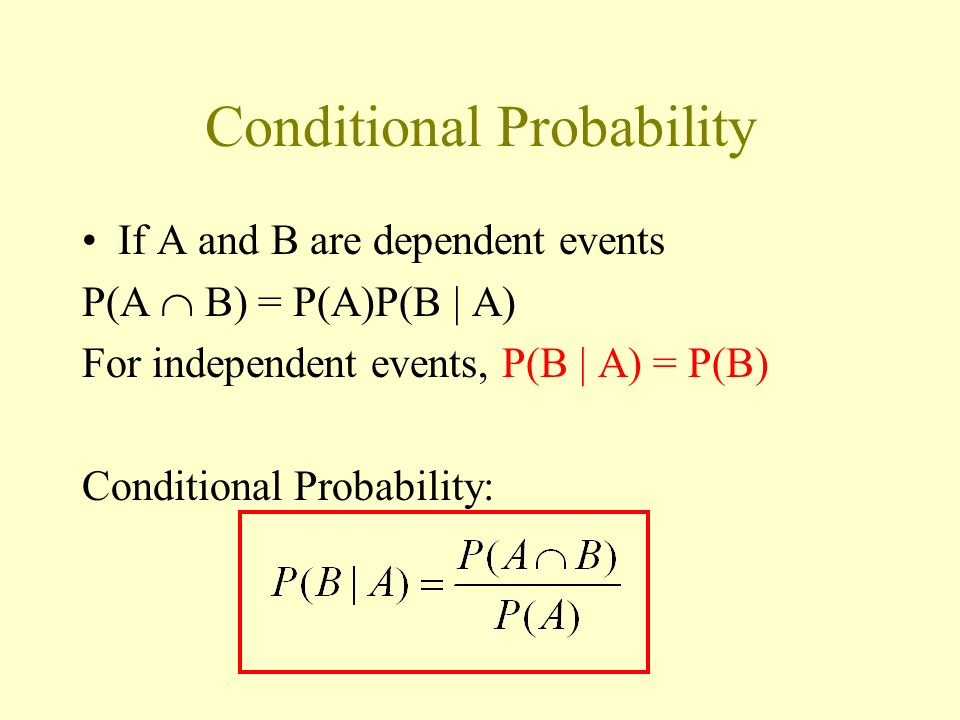 Conditional Probability
• If A and B are dependent events
P(A ∩ B) = P(A)P(B | A)
For independent events, P(B | A) = P(B)
Conditional Probability:
P(B | A) = P(A ∩ B) / P(A)